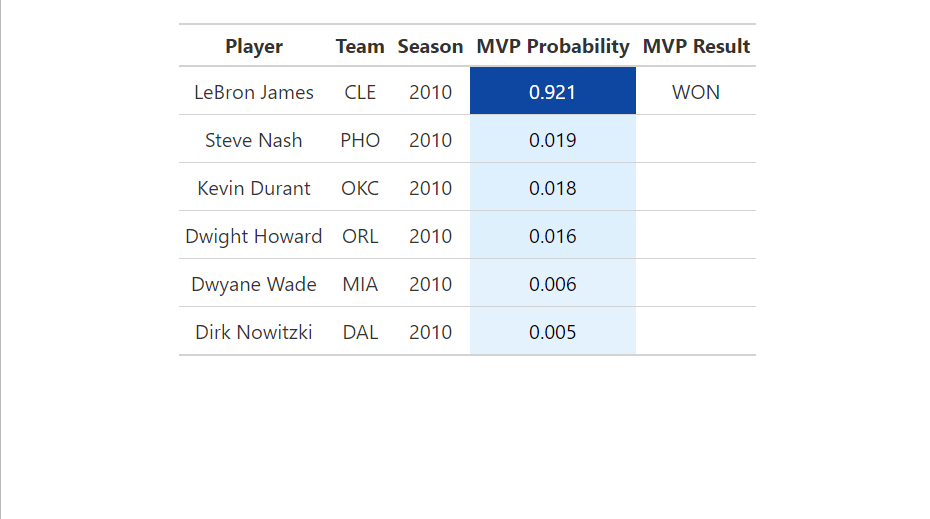 Player Team Season MVP Probability MVP Result
LeBron James CLE 2010 0.921 WON
Steve Nash PHO 2010 0.019
Kevin Durant OKC 2010 0.018
Dwight Howard ORL 2010 0.016
Dwyane Wade MIA 2010 0.006
Dirk Nowitzki DAL 2010 0.005